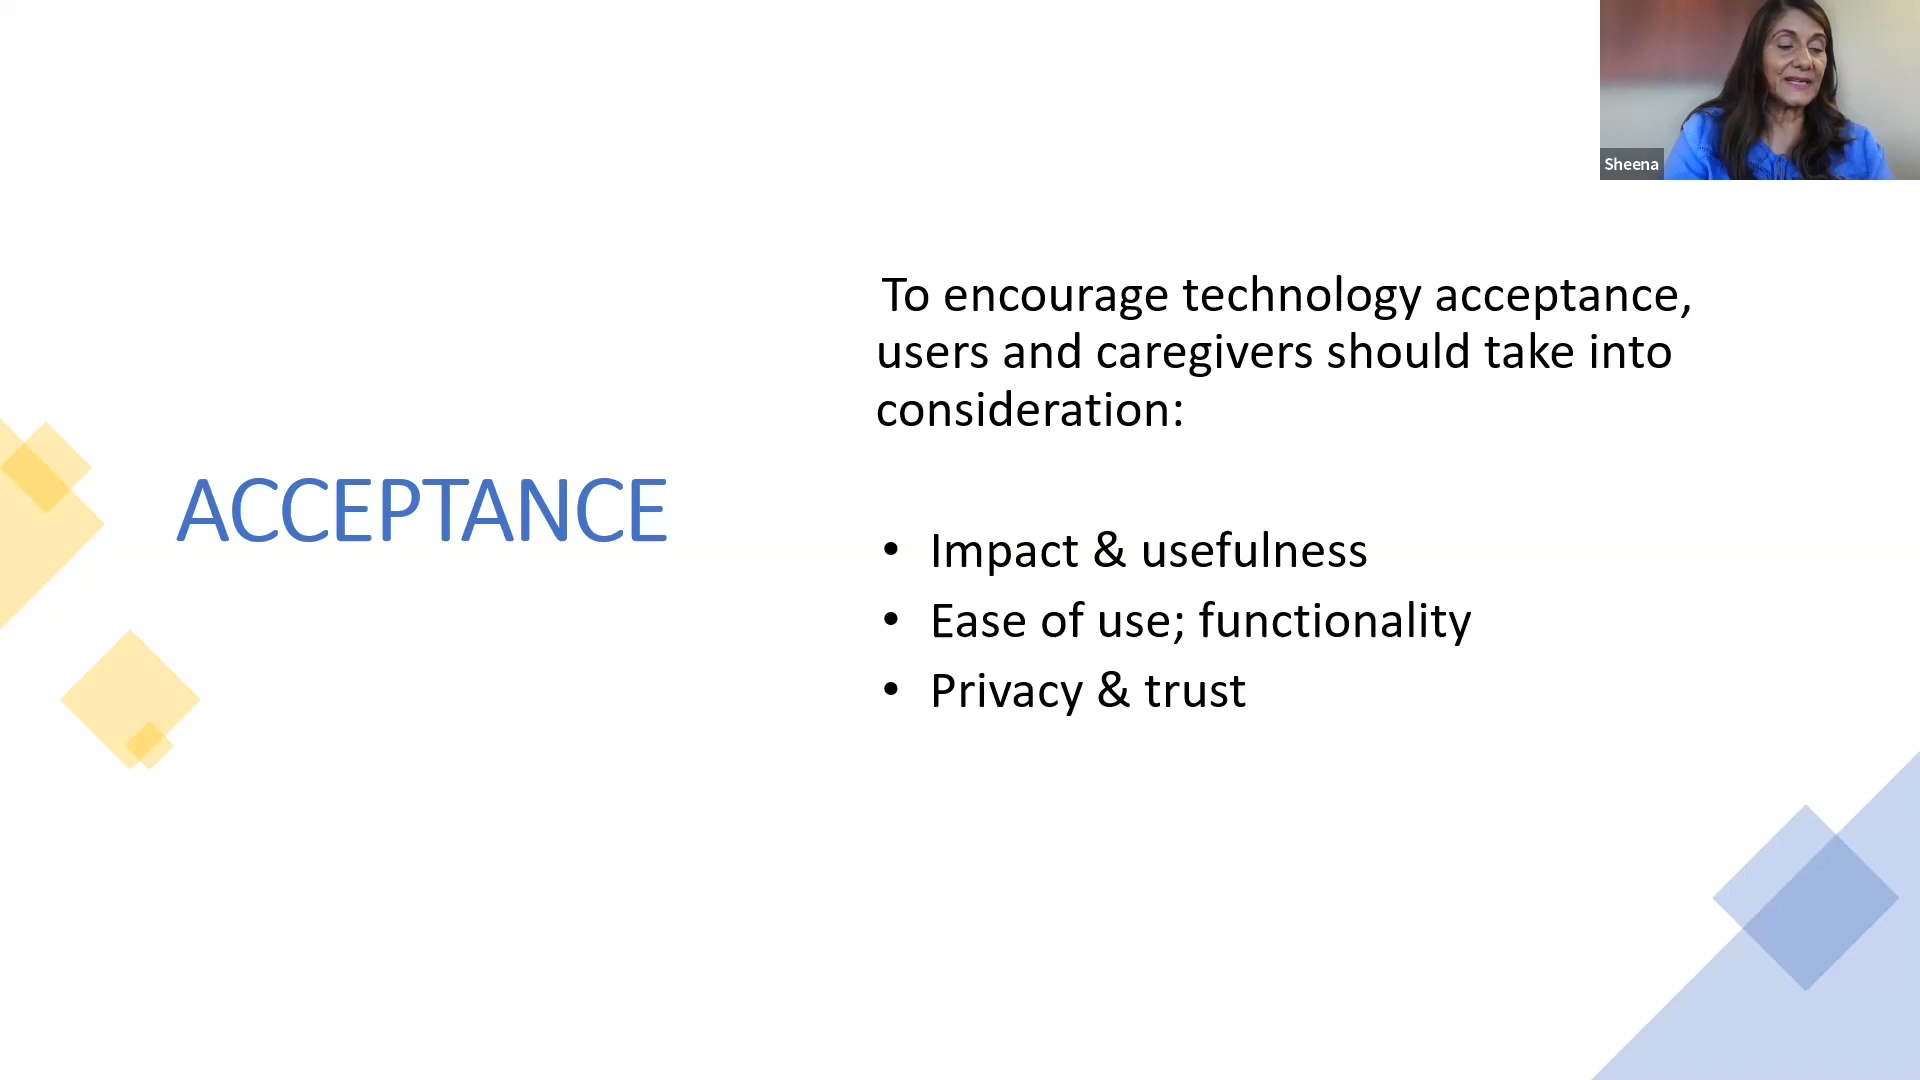 Sheena
To encourage technology acceptance,
users and caregivers should take into
consideration:
ACCEPTANCE
• Impact & usefulness
• Ease of use; functionality
• Privacy & trust